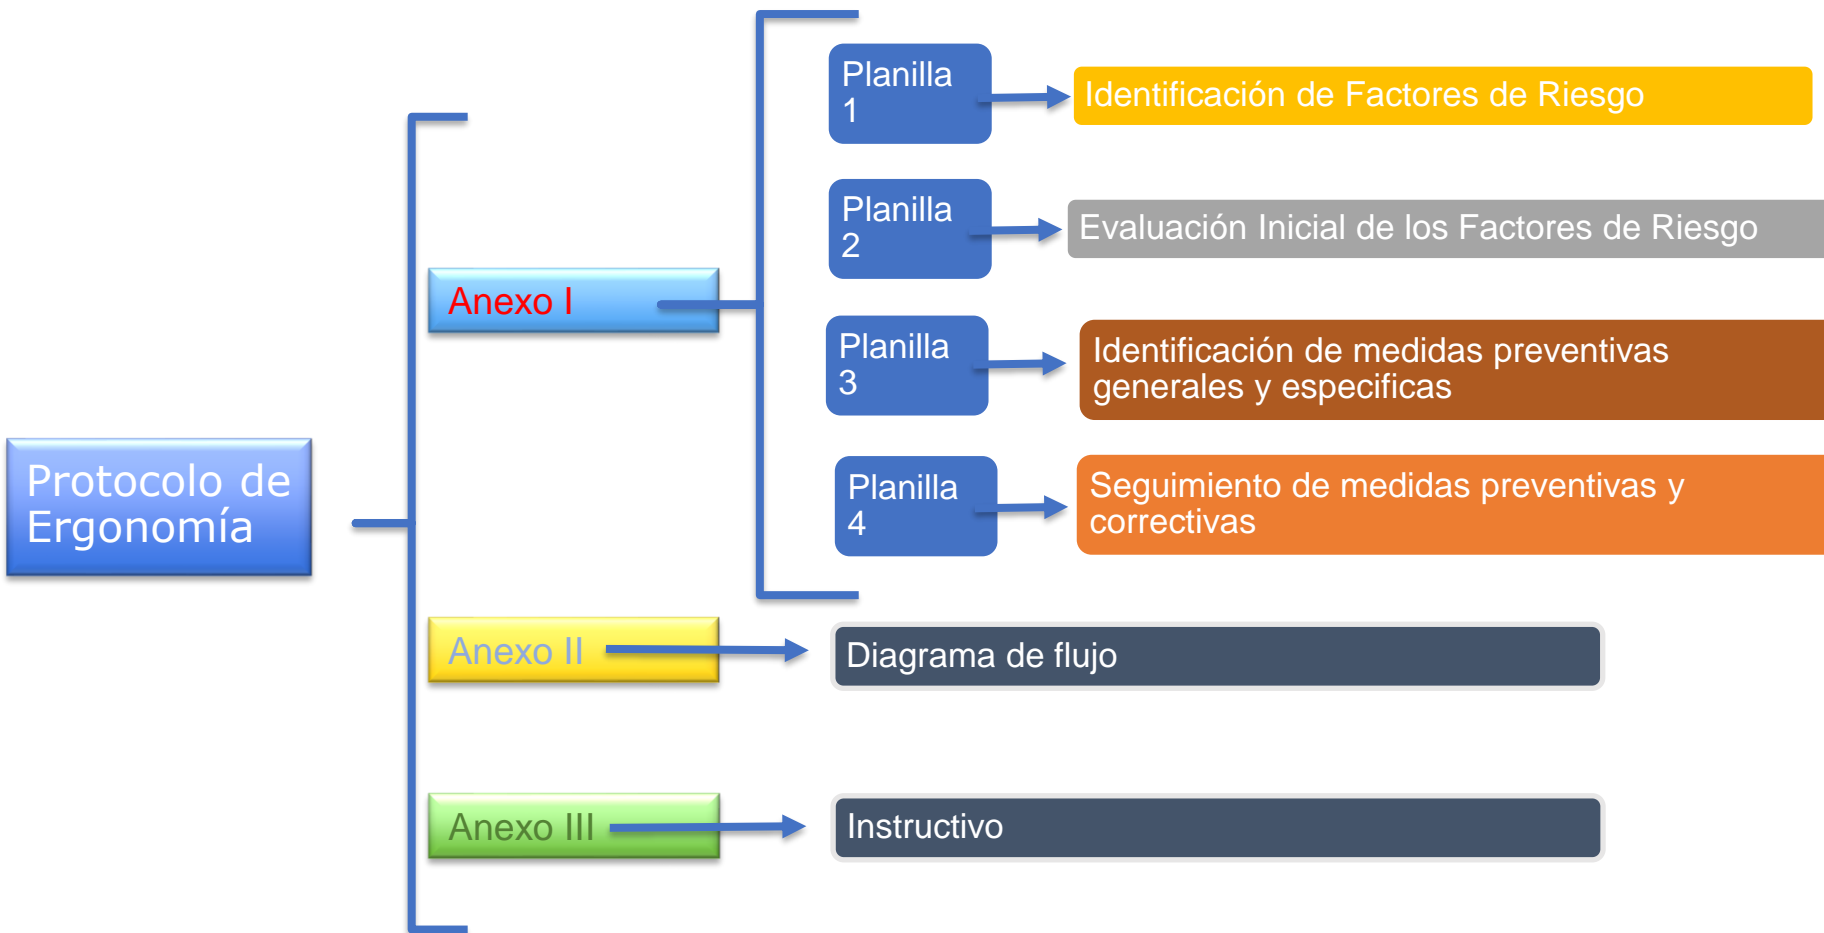 Protocolo de
Ergonomía
Anexo I
Planilla
1
Identificación de Factores de Riesgo
Planilla
2
Evaluación Inicial de los Factores de Riesgo
Planilla
3
Identificación de medidas preventivas
generales y especificas
Planilla
4
Seguimiento de medidas preventivas y
correctivas
Anexo II
Diagrama de flujo
Anexo III
Instructivo